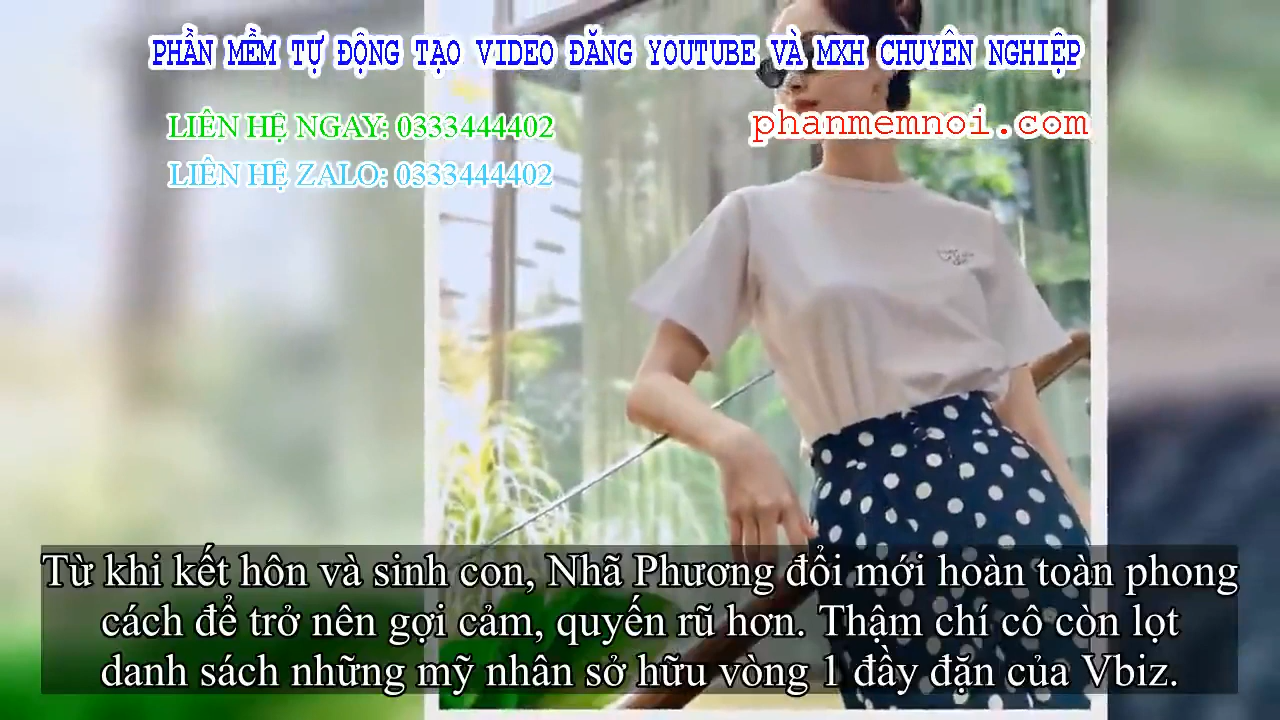 PHẦN MỀM TỰ ĐỘNG TẠO VIDEO ĐĂNG YOUTUBE VÀ MXH CHUYÊN NGHIỆP
LIÊN HỆ NGAY: 0333444402
phanmemnoi.com
LIÊN HỆ ZALO: 0333444402
Từ khi kết hôn và sinh con, Nhã Phương đổi mới hoàn toàn phong
cách để trở nên gợi cảm, quyến rũ hơn. Thậm chí cô còn lọt
danh sách những mỹ nhân sở hữu vòng 1 đầy đặn của Vbiz.